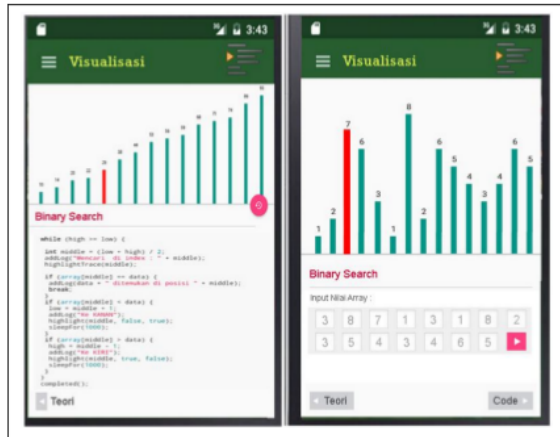 3:43
Visualisasi
Binary Search
while (high >= low) {
int middle = (low + high) / 2;
addLog("Mencari di index : " + middle);
highlightTrace(middle);
if (array[middle] == data) {
addLog(data + " ditemukan di posisi " + middle);
break;
}
if (array[middle] < data) {
low = middle + 1;
addLog("Ke KANAN");
highlight(middle, false, true);
sleepfor(1000);
}
if (array[middle] > data) {
high = middle - 1;
addLog("Ke KIRI");
highlight(middle, true, false);
sleepfor(1000);
}
}
completed();
Teori
3:43
Visualisasi
1 2 7 6 3 1 8 2 6 5 4 3 4 6 5
Binary Search
Input Nilai Array :
3 8 7 1 3 1 8 2
3 5 4 3 4 6 5
Teori
Code